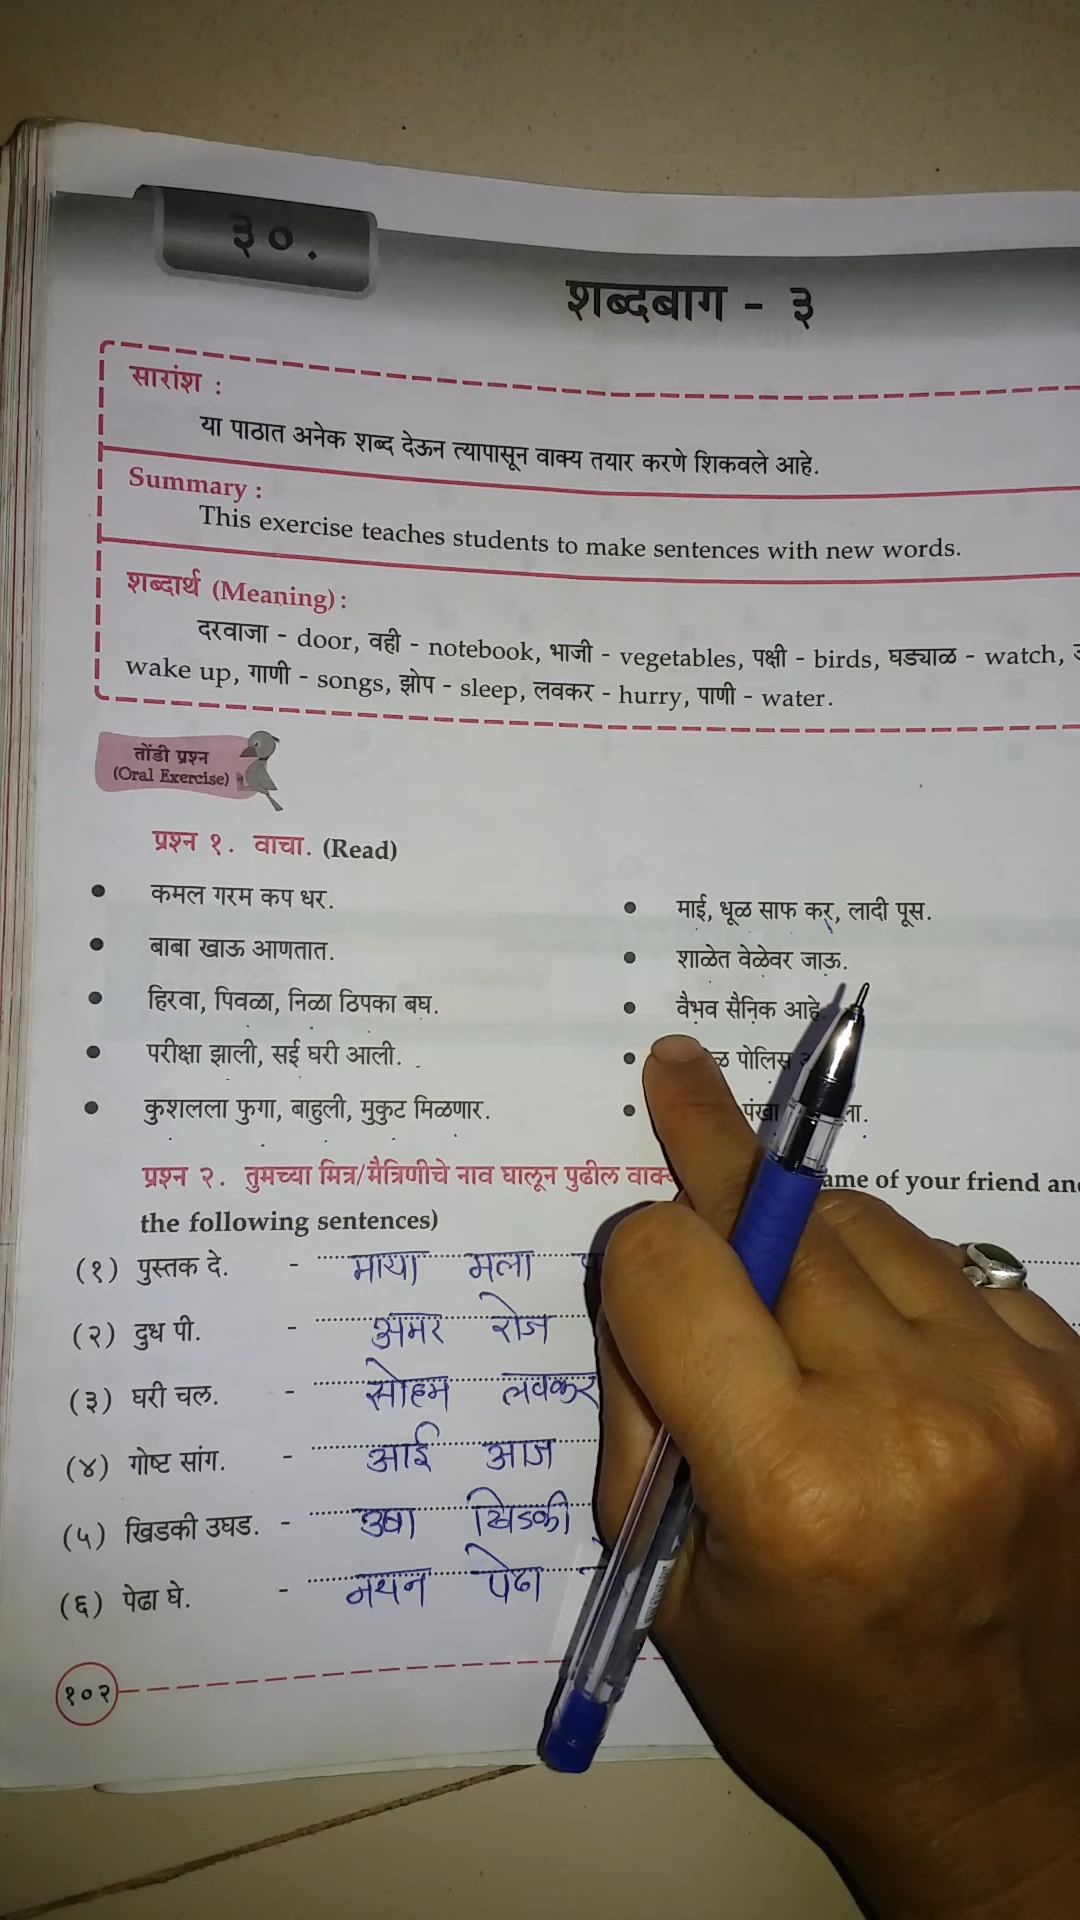 ३०.
शब्दबाग - ३
सारांश :
या पाठात अनेक शब्द देऊन त्यापासून वाक्य तयार करणे शिकवले आहे.
Summary :
This exercise teaches students to make sentences with new words.
शब्दार्थ (Meaning) :
दरवाजा - door, वही - notebook, भाजी - vegetables, पक्षी - birds, घड्याळ - watch,
wake up, गाणी - songs, झोप - sleep, लवकर - hurry, पाणी - water.
तोंडी प्रश्न
(Oral Exercise)
प्रश्न १. वाचा. (Read)
• कमल गरम कप धर.
• बाबा खाऊ आणतात.
• हिरवा, पिवळा, निळा ठिपका बघ.
• परीक्षा झाली, सई घरी आली.
• कुशलला फुगा, बाहुली, मुकुट मिळणार.
• माई, धूळ साफ कर, लादी पूस.
• शाळेत वेळेवर जाऊ.
• वैभव सैनिक आहे.
• पोलिस
• पंखा
प्रश्न २. तुमच्या मित्र/मैत्रिणीचे नाव घालून पुढील of your friend
the following sentences)
(१) पुस्तक दे. - माया मला
(२) दुध पी. - अमर रोज
(३) घरी चल. - सोहम लवकर
(४) गोष्ट सांग. - आई आज
(५) खिडकी उघड. - उषा खिडकी
(६) पेढा घे. - नयन पेढा
१०२